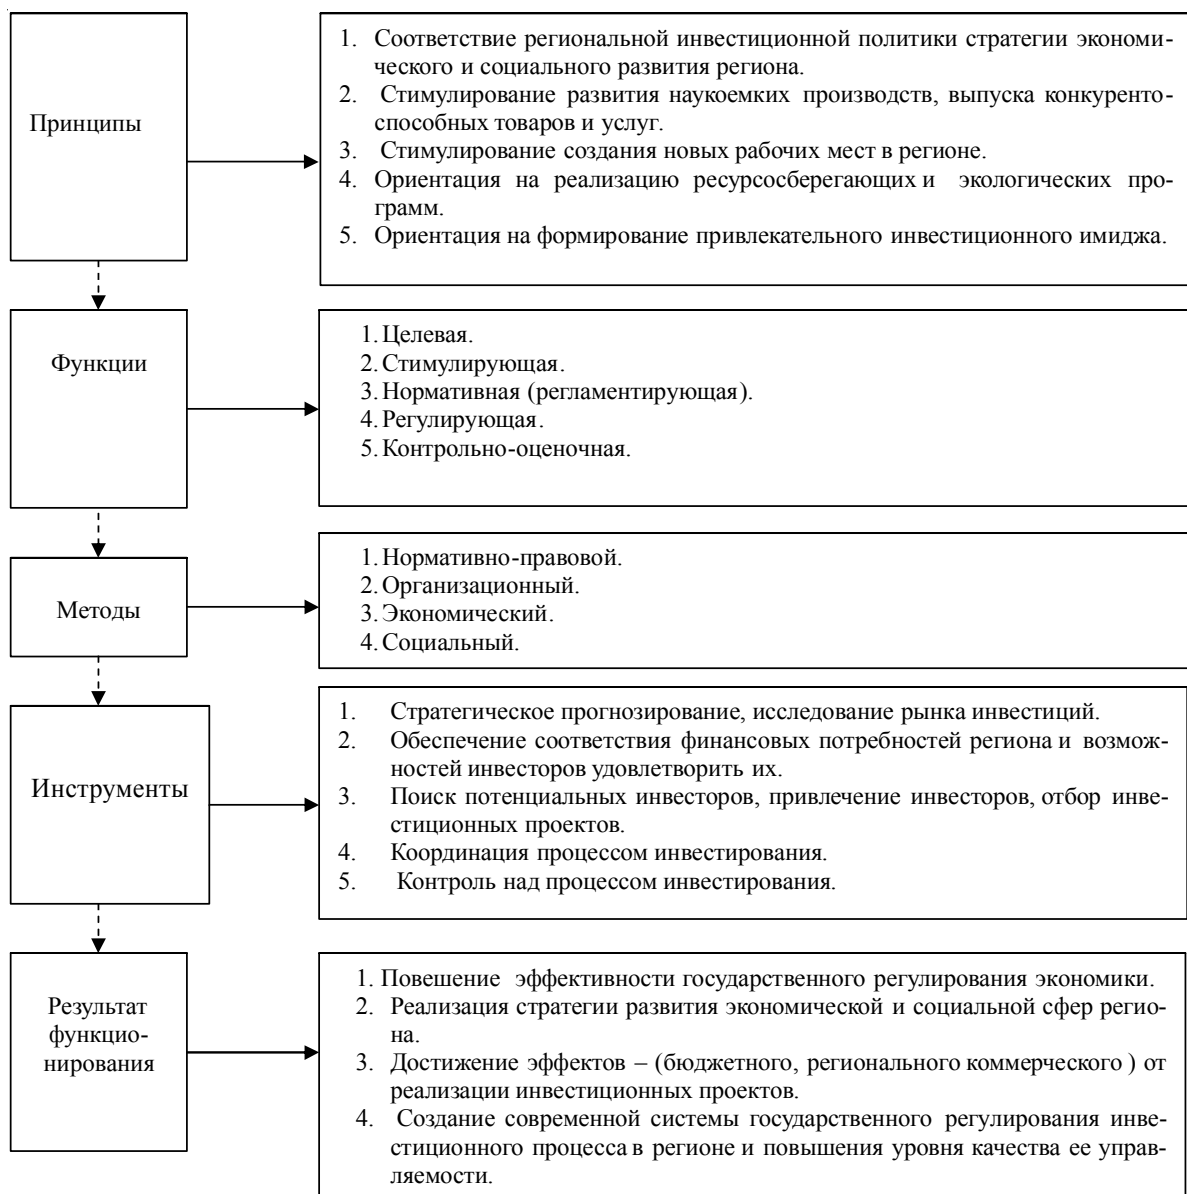 Принципы
1. Соответствие региональной инвестиционной политики стратегии экономи-
ческого и социального развития региона.
2. Стимулирование развития наукоемких производств, выпуска конкуренто-
способных товаров и услуг.
3. Стимулирование создания новых рабочих мест в регионе.
4. Ориентация на реализацию ресурсосберегающих и экологических про-
грамм.
5. Ориентация на формирование привлекательного инвестиционного имиджа.
Функции
1. Целевая.
2. Стимулирующая.
3. Нормативная (регламентирующая).
4. Регулирующая.
5. Контрольно-оценочная.
Методы
1. Нормативно-правовой.
2. Организационный.
3. Экономический.
4. Социальный.
Инструменты
1. Стратегическое прогнозирование, исследование рынка инвестиций.
2. Обеспечение соответствия финансовых потребностей региона и возмож-
ностей инвесторов удовлетворить их.
3. Поиск потенциальных инвесторов, привлечение инвесторов, отбор инве-
стиционных проектов.
4. Координация процессом инвестирования.
5. Контроль над процессом инвестирования.
Результат
функцио-
нирования
1. Повешение эффективности государственного регулирования экономики.
2. Реализация стратегии развития экономической и социальной сфер регио-
на.
3. Достижение эффектов – (бюджетного, регионального коммерческого ) от
реализации инвестиционных проектов.
4. Создание современной системы государственного регулирования инве-
стиционного процесса в регионе и повышения уровня качества ее управ-
ляемости.